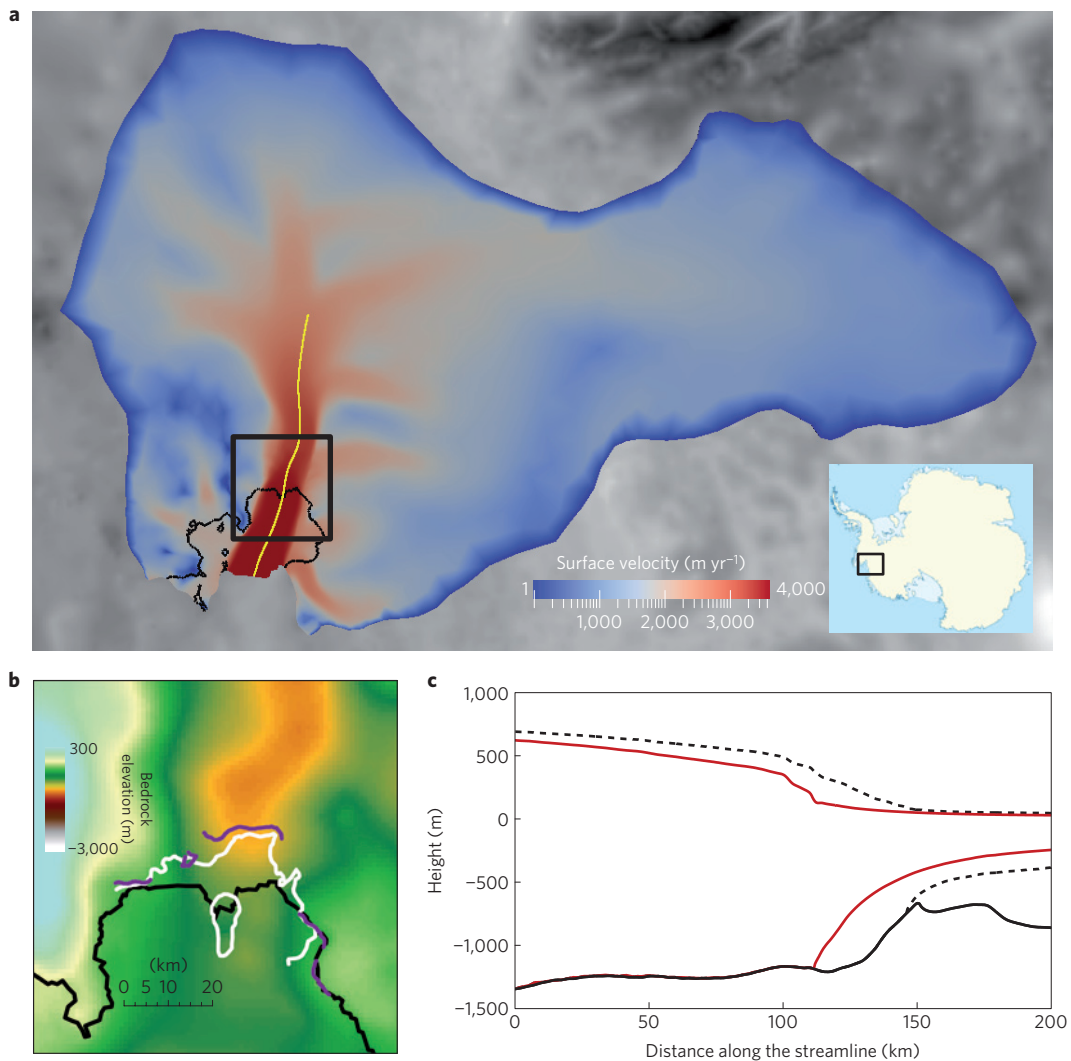 a
Surface velocity (m yr⁻¹)
1
4,000
1,000
2,000
3,000
b
300
Bedrock
elevation (m)
−3,000
(km)
0 5 10 20
c
1,000
500
0
−500
−1,000
−1,500
Height (m)
0
50
100
150
200
Distance along the streamline (km)